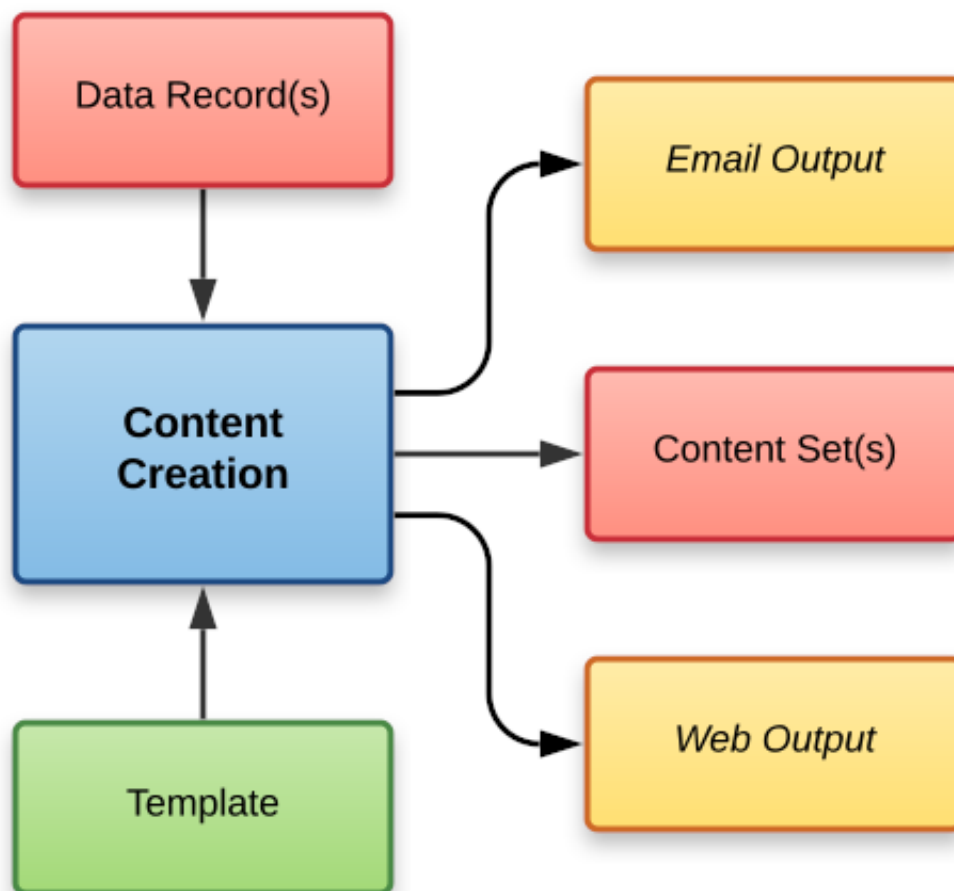 Data Record(s)
Email Output
Content
Creation
Content Set(s)
Web Output
Template